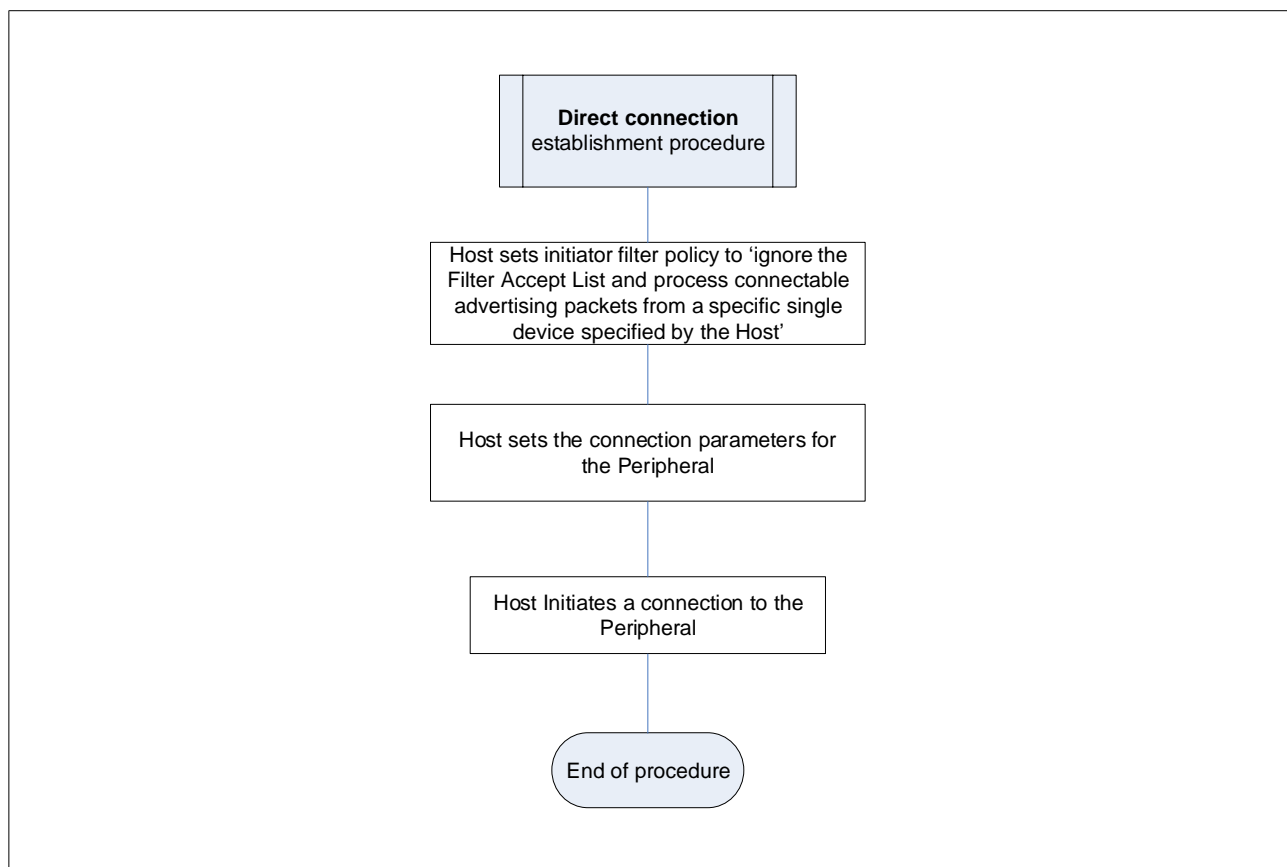 Direct connection
establishment procedure
Host sets initiator filter policy to ‘ignore the
Filter Accept List and process connectable
advertising packets from a specific single
device specified by the Host’
Host sets the connection parameters for
the Peripheral
Host Initiates a connection to the
Peripheral
End of procedure